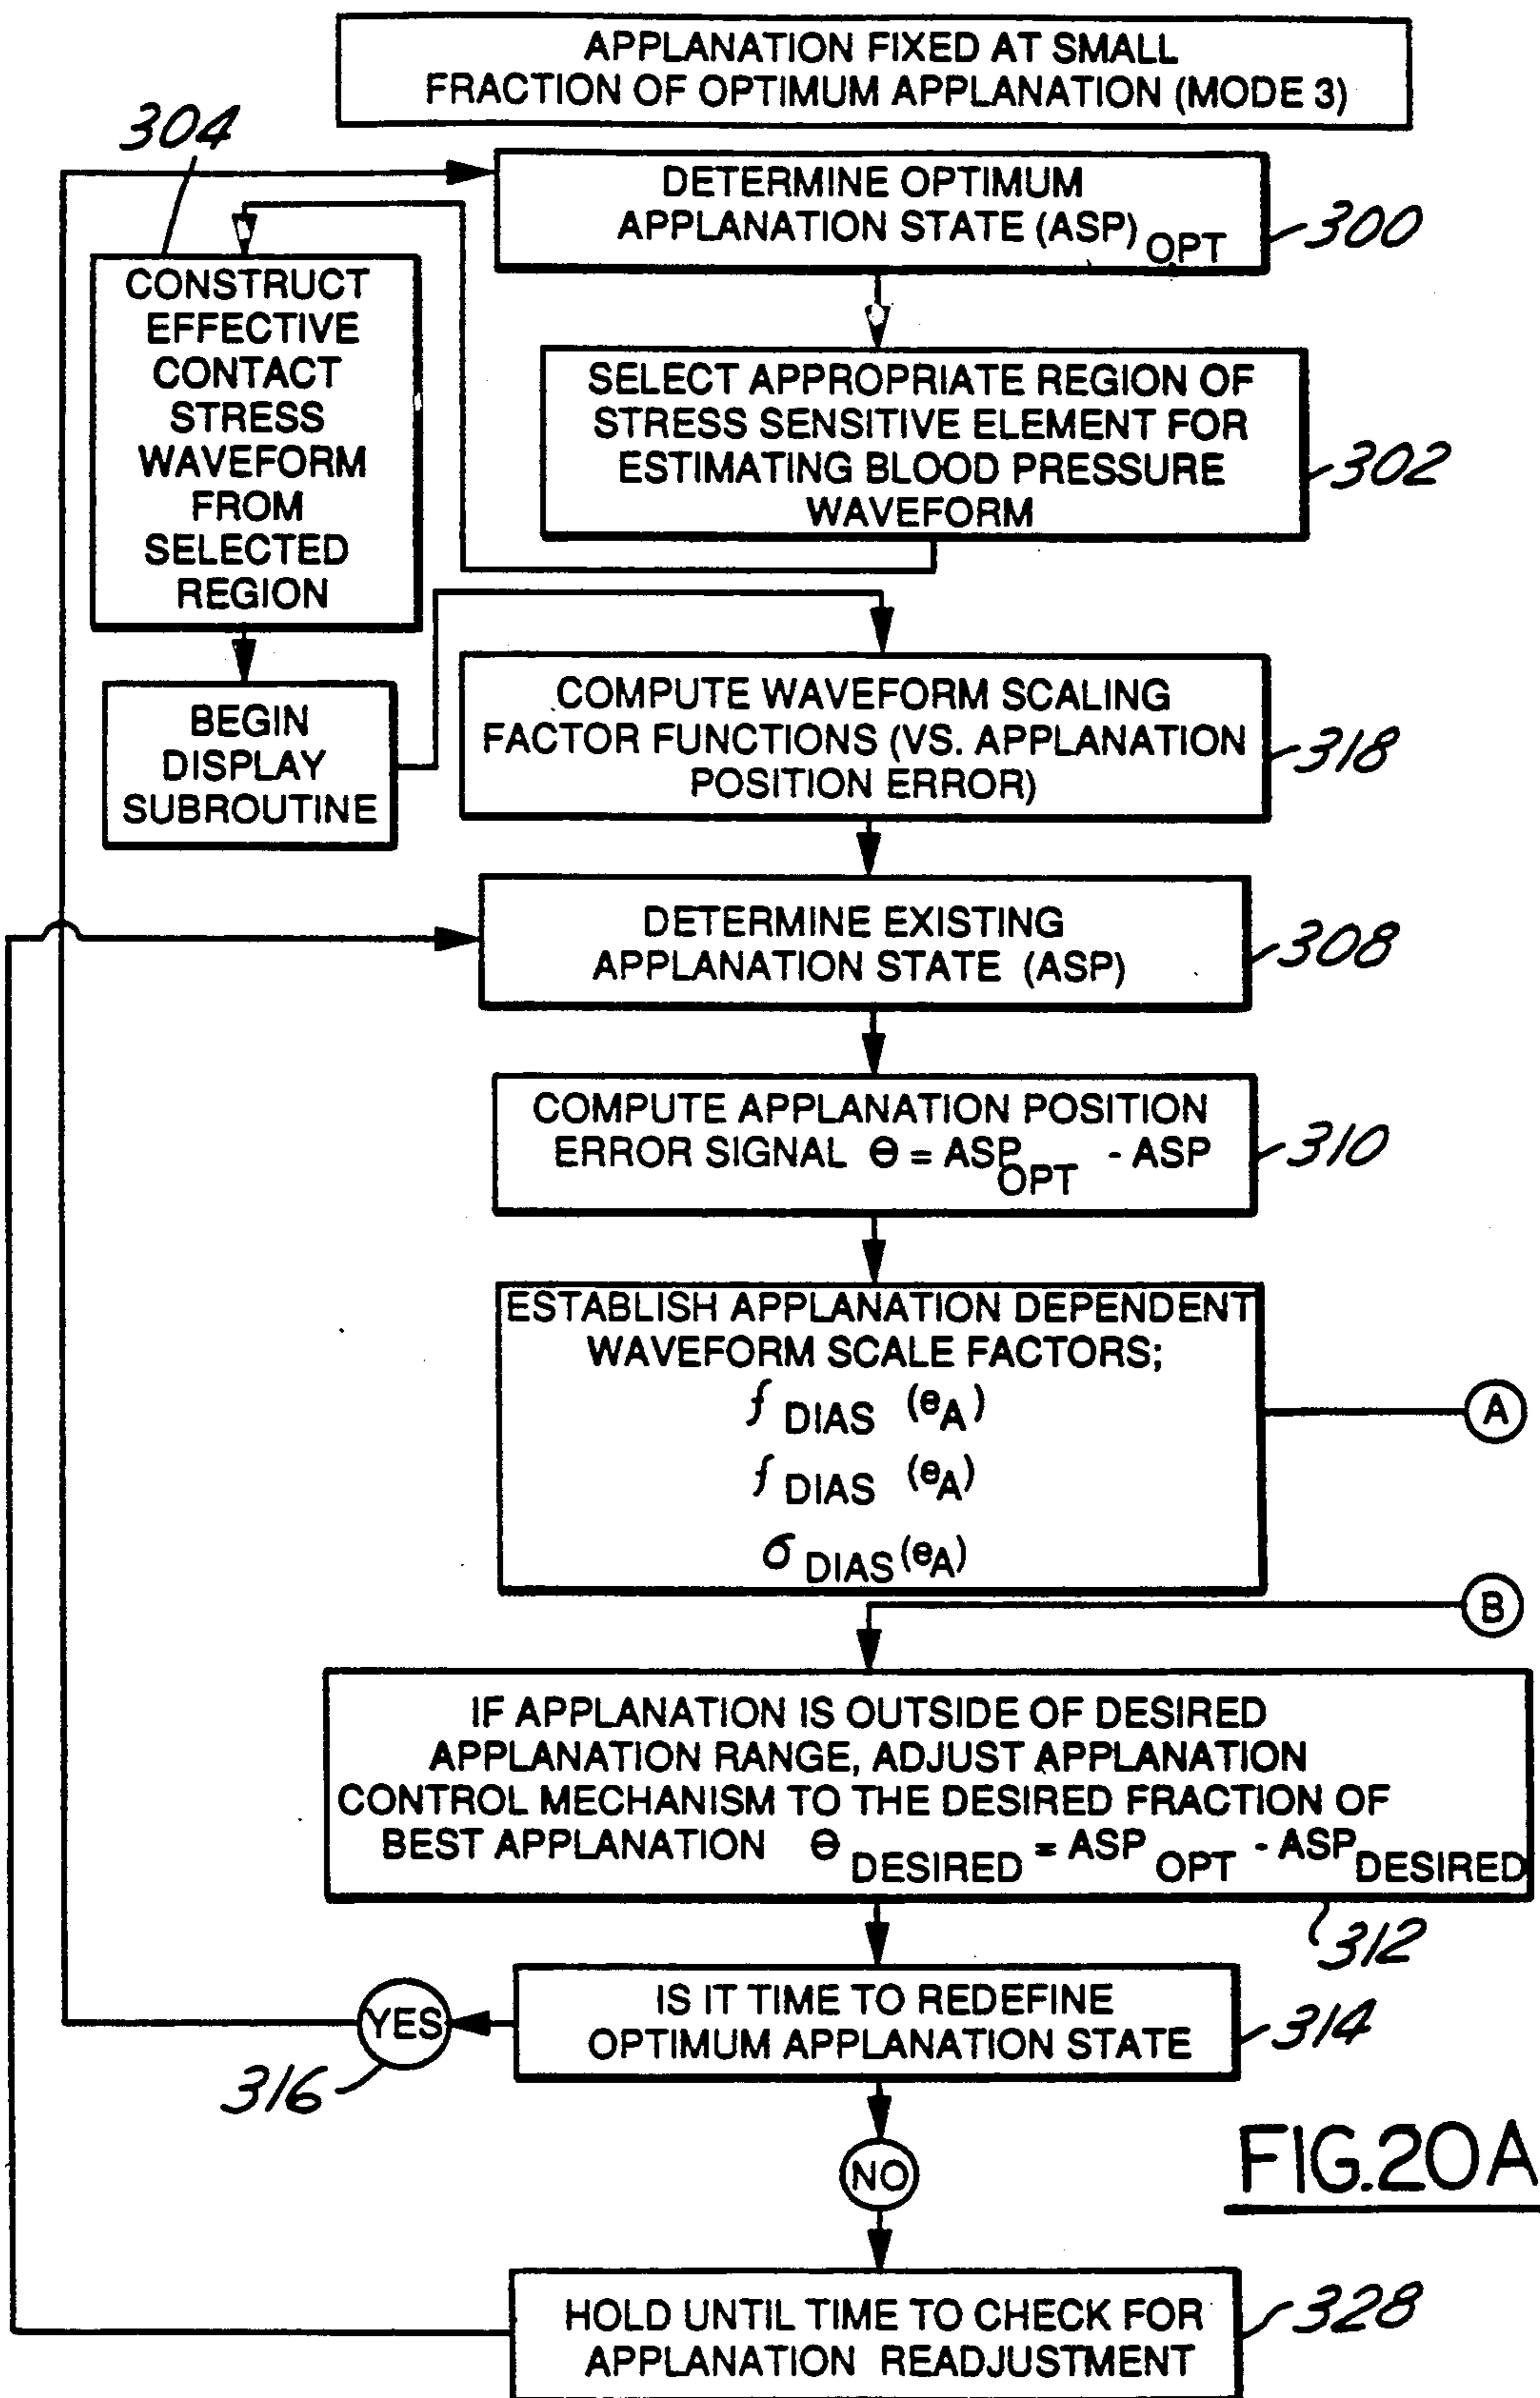 APPLANATION FIXED AT SMALL
FRACTION OF OPTIMUM APPLANATION (MODE 3)
304
DETERMINE OPTIMUM
APPLANATION STATE (ASP) OPT
300
CONSTRUCT
EFFECTIVE
CONTACT
STRESS
WAVEFORM
FROM
SELECTED
REGION
SELECT APPROPRIATE REGION OF
STRESS SENSITIVE ELEMENT FOR
ESTIMATING BLOOD PRESSURE
WAVEFORM
302
BEGIN
DISPLAY
SUBROUTINE
COMPUTE WAVEFORM SCALING
FACTOR FUNCTIONS (VS. APPLANATION
POSITION ERROR)
318
DETERMINE EXISTING
APPLANATION STATE (ASP)
308
COMPUTE APPLANATION POSITION
ERROR SIGNAL Θ = ASP OPT - ASP
310
ESTABLISH APPLANATION DEPENDENT
WAVEFORM SCALE FACTORS;
ƒ DIAS (eA)
ƒ DIAS (eA)
σ DIAS (eA)
A
B
IF APPLANATION IS OUTSIDE OF DESIRED
APPLANATION RANGE, ADJUST APPLANATION
CONTROL MECHANISM TO THE DESIRED FRACTION OF
BEST APPLANATION Θ DESIRED = ASP OPT - ASP DESIRED
312
IS IT TIME TO REDEFINE
OPTIMUM APPLANATION STATE
314
YES
316
NO
FIG.20A
HOLD UNTIL TIME TO CHECK FOR
APPLANATION READJUSTMENT
328